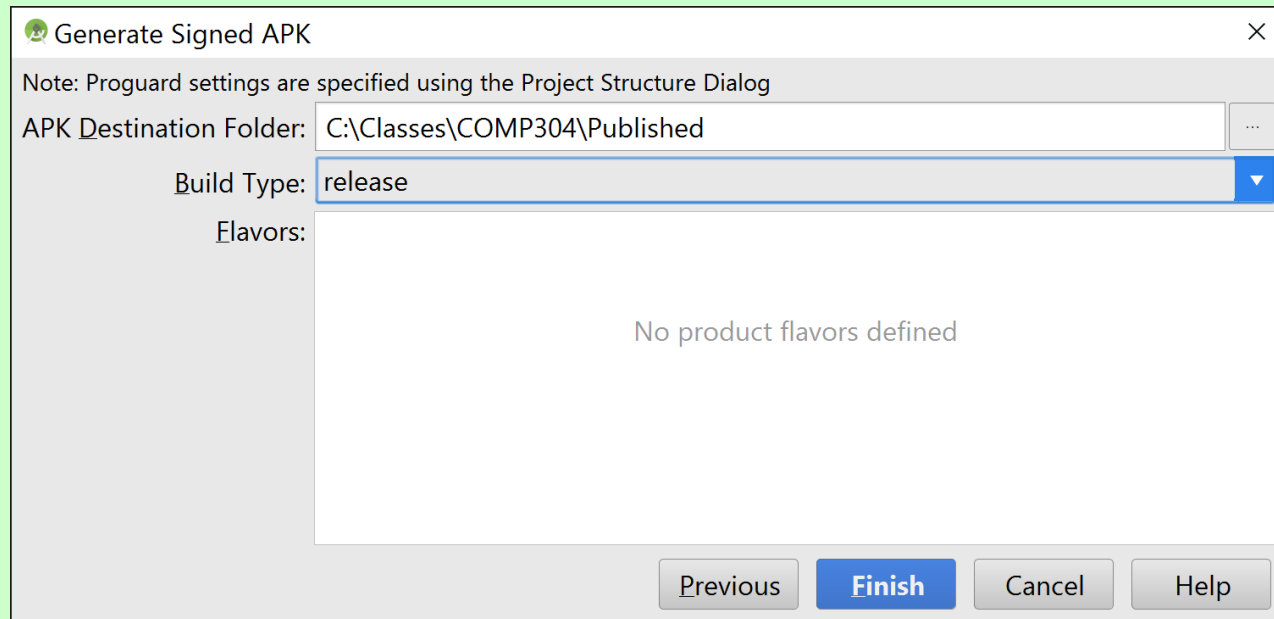 Generate Signed APK
Note: Proguard settings are specified using the Project Structure Dialog
APK Destination Folder: C:\Classes\COMP304\Published ...
Build Type: release
Flavors:
No product flavors defined
Previous Finish Cancel Help